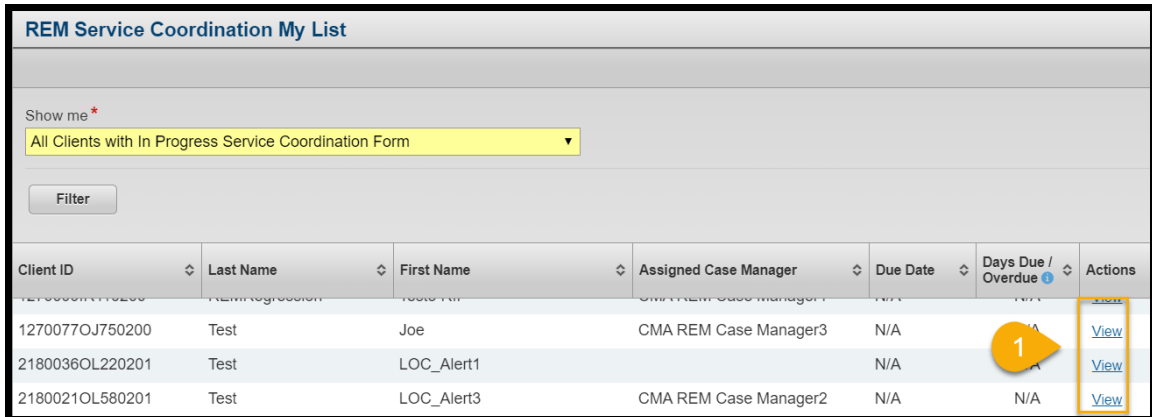 REM Service Coordination My List
Show me*
All Clients with In Progress Service Coordination Form
Filter
Client ID Last Name First Name Assigned Case Manager Due Date Days Due / Overdue Actions
1270077OJ750200 Test Joe CMA REM Case Manager3 N/A View
1
2180036OL220201 Test LOC_Alert1 N/A View
2180021OL580201 Test LOC_Alert3 CMA REM Case Manager2 N/A N/A View